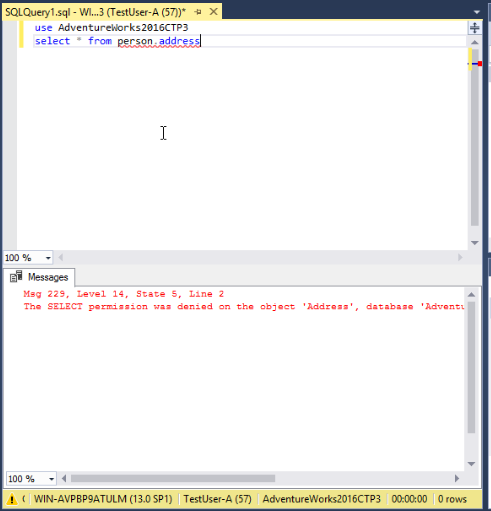 SQLQuery1.sql - WI...3 (TestUser-A (57))*
use AdventureWorks2016CTP3
select * from person.address
100 %
Messages
Msg 229, Level 14, State 5, Line 2
The SELECT permission was denied on the object 'Address', database 'Adventu
100 %
( WIN-AVPBP9ATULM (13.0 SP1) TestUser-A (57) AdventureWorks2016CTP3 00:00:00 0 rows